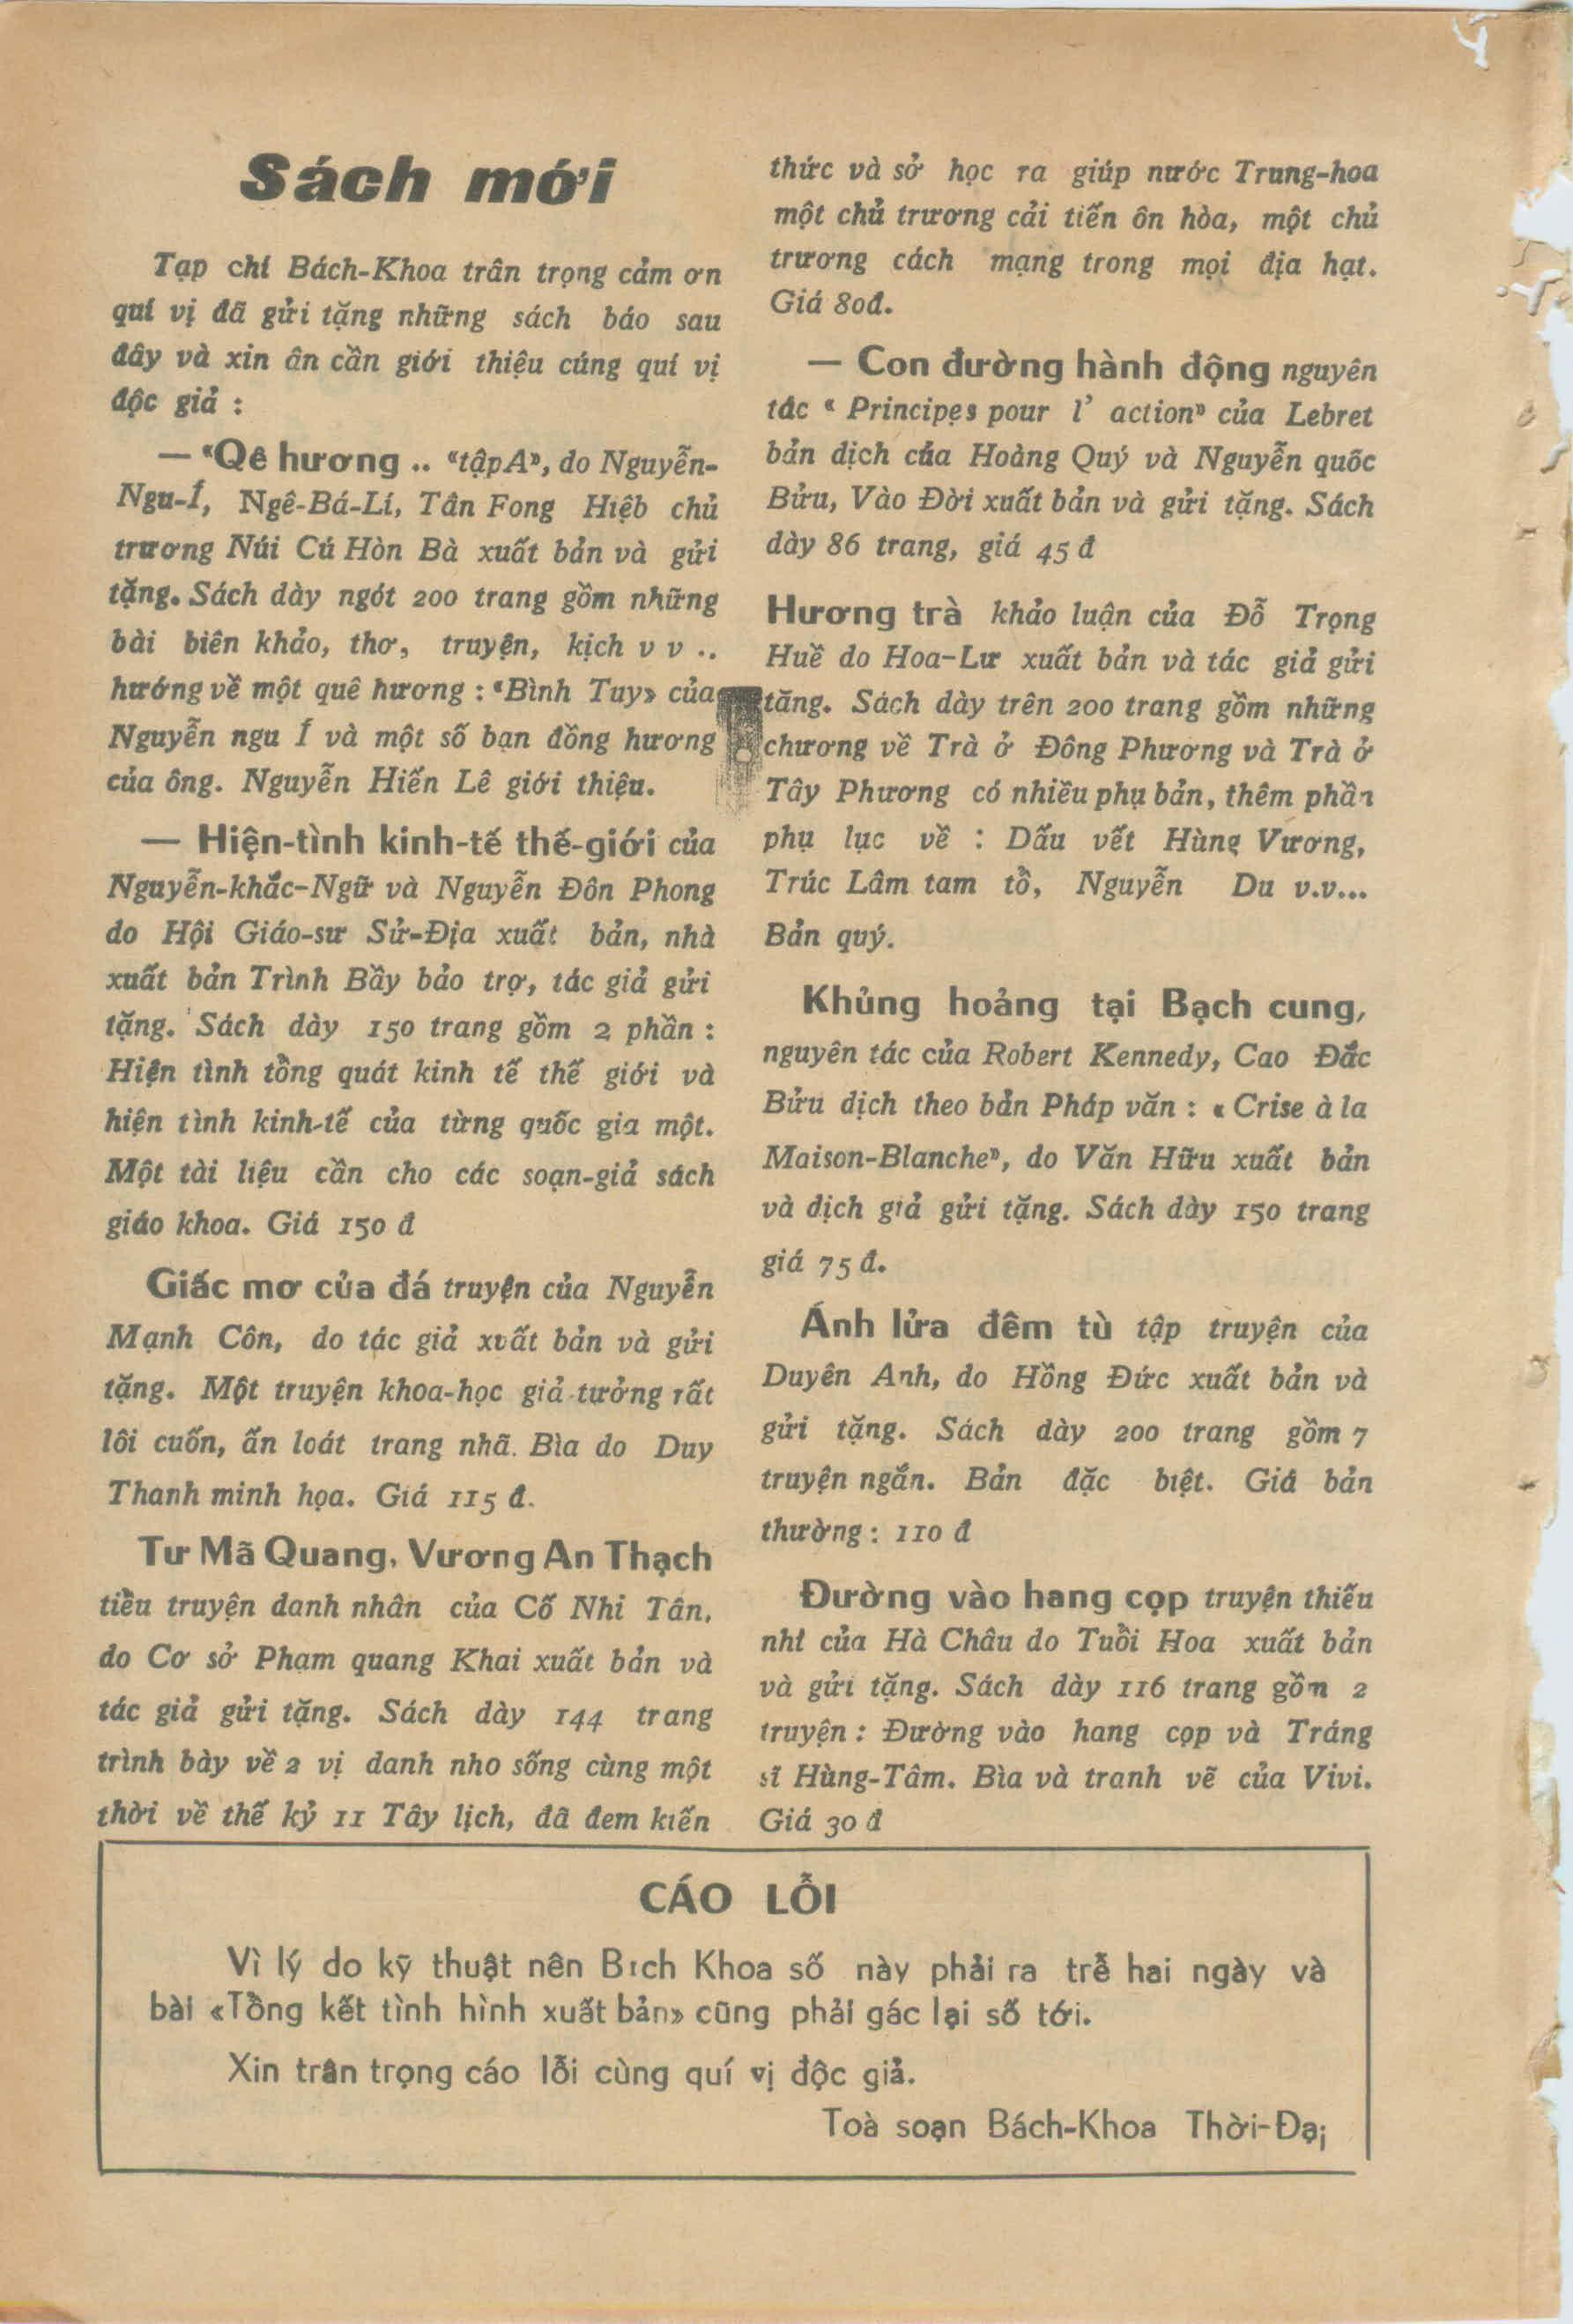 Sách mới
Tạp chí Bách-Khoa trân trọng cảm ơn
quí vị đã gửi tặng những sách báo sau
đây và xin ân cần giới thiệu cúng quí vị
độc giả :
— «Qê hương .. «tập A», do Nguyễn-
Ngu-Í, Ngê-Bá-Lí, Tân Fong Hiệb chủ
trương Núi Cú Hòn Bà xuất bản và gửi
tặng. Sách dày ngót 200 trang gồm những
bài biên khảo, thơ, truyện, kịch v v ..
hướng về một quê hương : «Bình Tuy» của
Nguyễn ngu Í và một số bạn đồng hương
của ông. Nguyễn Hiến Lê giới thiệu.
— Hiện-tình kinh-tế thế-giới của
Nguyễn-khắc-Ngữ và Nguyễn Đôn Phong
do Hội Giáo-sư Sử-Địa xuất bản, nhà
xuất bản Trình Bầy bảo trợ, tác giả gửi
tặng. Sách dày 150 trang gồm 2 phần :
Hiện tình tổng quát kinh tế thế giới và
hiện tình kinh-tế của từng quốc gia một.
Một tài liệu cần cho các soạn-giả sách
giáo khoa. Giá 150 đ
Giấc mơ của đá truyện của Nguyễn
Mạnh Côn, do tác giả xuất bản và gửi
tặng. Một truyện khoa-học giả-tưởng rất
lôi cuốn, ấn loát trang nhã. Bìa do Duy
Thanh minh họa. Giá 115 đ.
Tư Mã Quang, Vương An Thạch
tiểu truyện danh nhân của Cố Nhi Tân,
do Cơ sở Phạm quang Khai xuất bản và
tác giả gửi tặng. Sách dày 144 trang
trình bày về 2 vị danh nho sống cùng một
thời về thế kỷ 11 Tây lịch, đã đem kiến
thức và sở học ra giúp nước Trung-hoa
một chủ trương cải tiến ôn hòa, một chủ
trương cách mạng trong mọi địa hạt.
Giá 80đ.
— Con đường hành động nguyên
tác « Principes pour l' action» của Lebret
bản dịch của Hoàng Quý và Nguyễn quốc
Bửu, Vào Đời xuất bản và gửi tặng. Sách
dày 86 trang, giá 45 đ
Hương trà khảo luận của Đỗ Trọng
Huề do Hoa-Lư xuất bản và tác giả gửi
tăng. Sách dày trên 200 trang gồm những
chương về Trà ở Đông Phương và Trà ở
Tây Phương có nhiều phụ bản, thêm phần
phụ lục về : Dấu vết Hùng Vương,
Trúc Lâm tam tổ, Nguyễn Du v.v...
Bản quý.
Khủng hoảng tại Bạch cung,
nguyên tác của Robert Kennedy, Cao Đắc
Bửu dịch theo bản Pháp văn : « Crise à la
Maison-Blanche», do Văn Hữu xuất bản
và dịch giả gửi tặng. Sách dày 150 trang
giá 75 đ.
Ánh lửa đêm tù tập truyện của
Duyên Anh, do Hồng Đức xuất bản và
gửi tặng. Sách dày 200 trang gồm 7
truyện ngắn. Bản đặc biệt. Giá bản
thường : 110 đ
Đường vào hang cọp truyện thiếu
nhi của Hà Châu do Tuổi Hoa xuất bản
và gửi tặng. Sách dày 116 trang gồm 2
truyện : Đường vào hang cọp và Tráng
sĩ Hùng-Tâm. Bìa và tranh vẽ của Vivi.
Giá 30 đ
CÁO LỖI
Vì lý do kỹ thuật nên Bıch Khoa số này phải ra trễ hai ngày và
bài «Tổng kết tình hình xuất bản» cũng phải gác lại số tới.
Xin trân trọng cáo lỗi cùng quí vị độc giả.
Toà soạn Bách-Khoa Thời-Đại